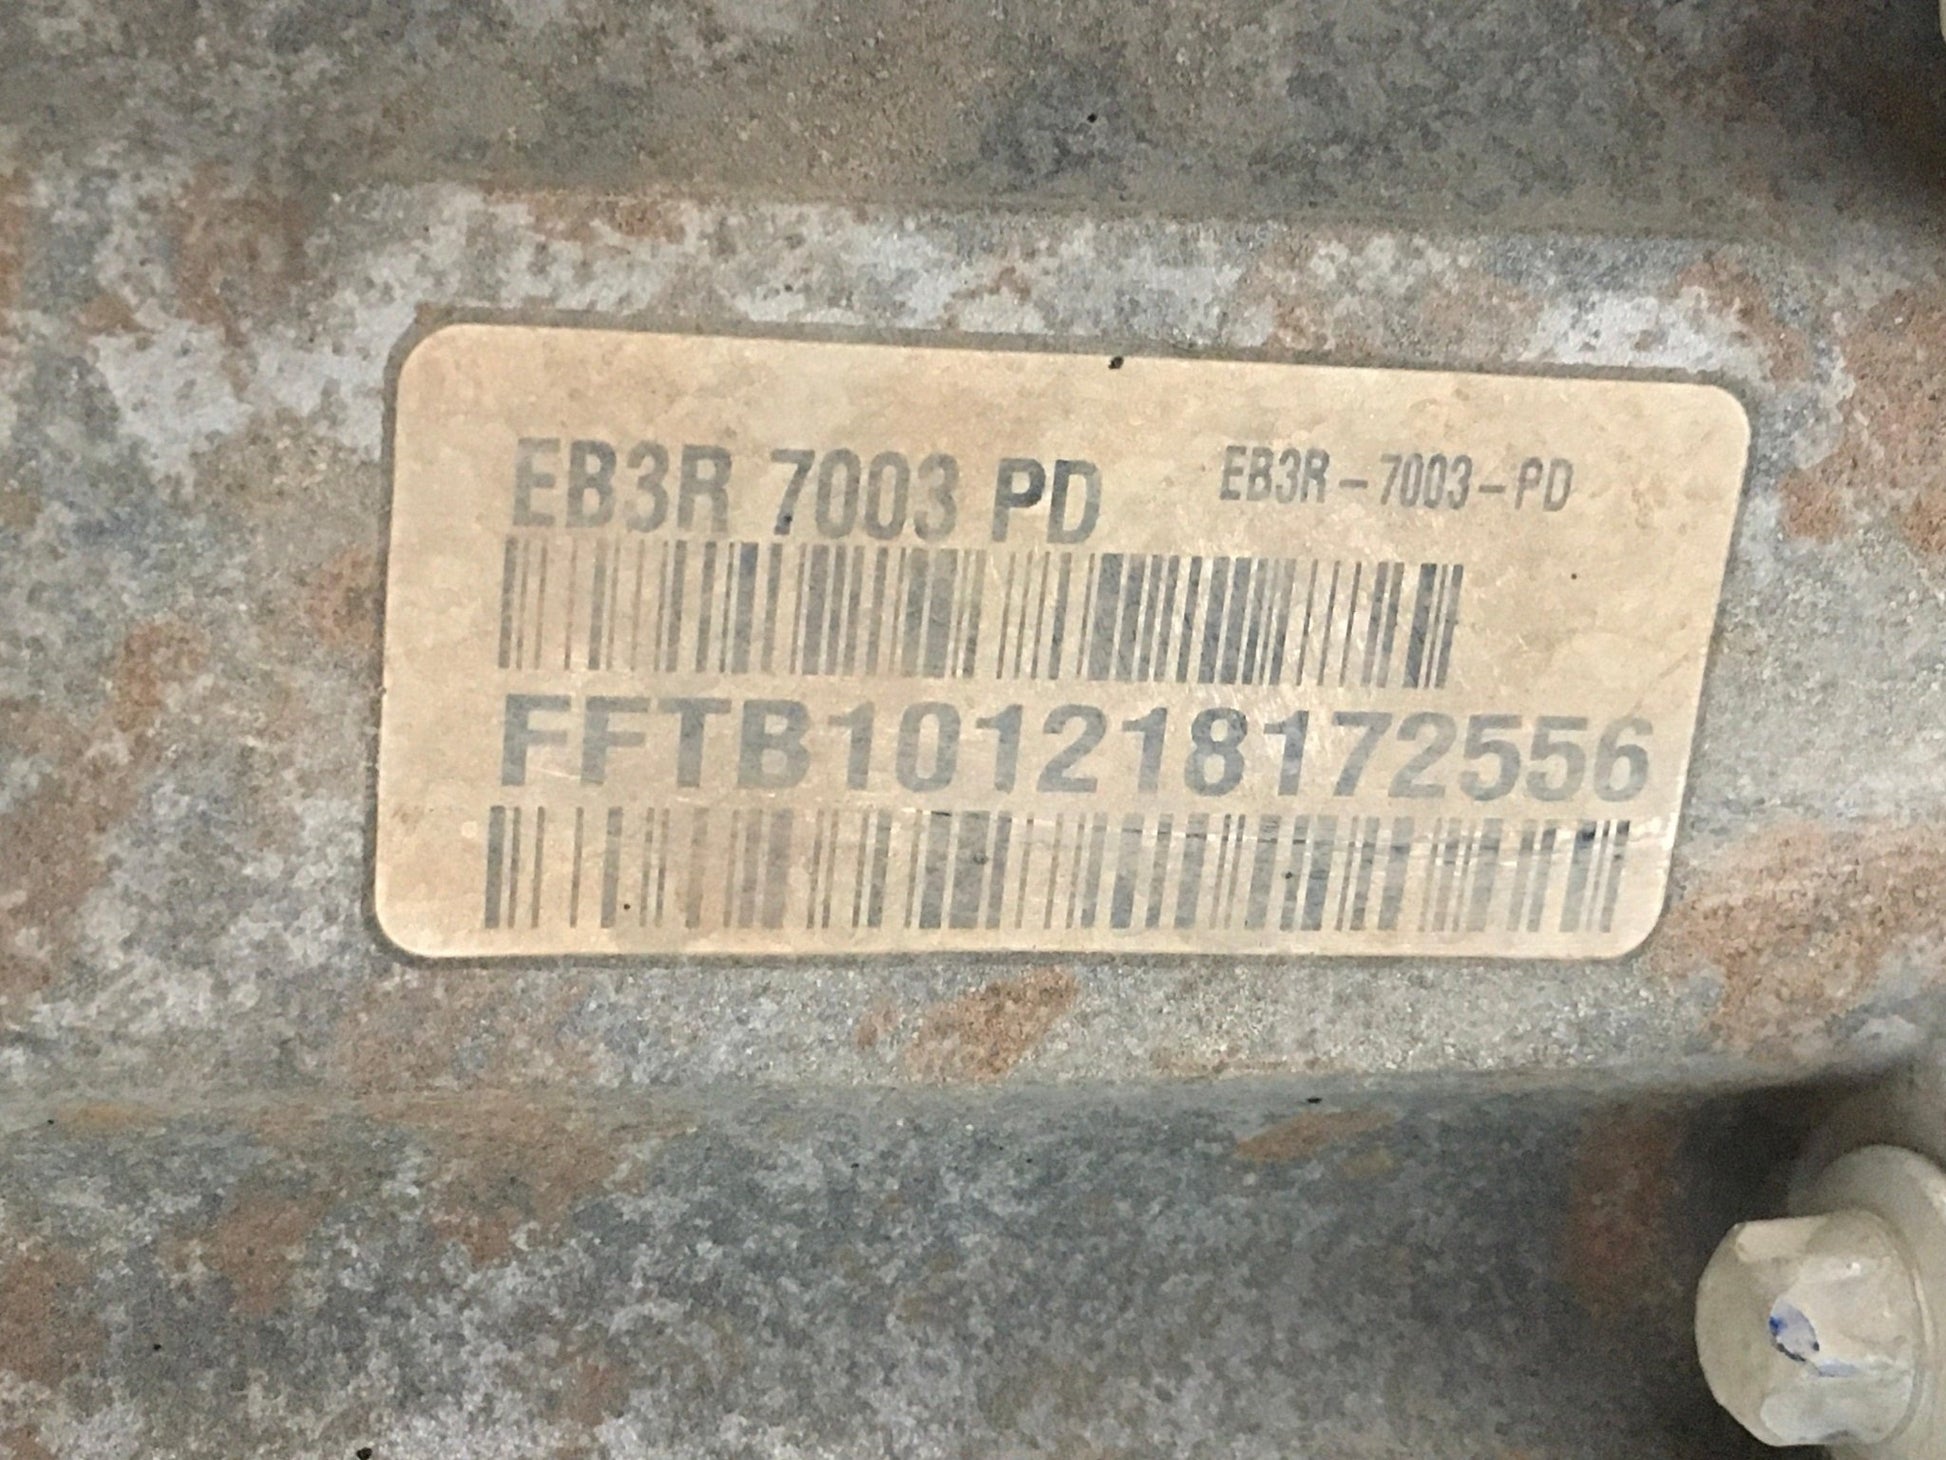 EB3R 7003 PD EB3R-7003-PD
FFTB101218172556